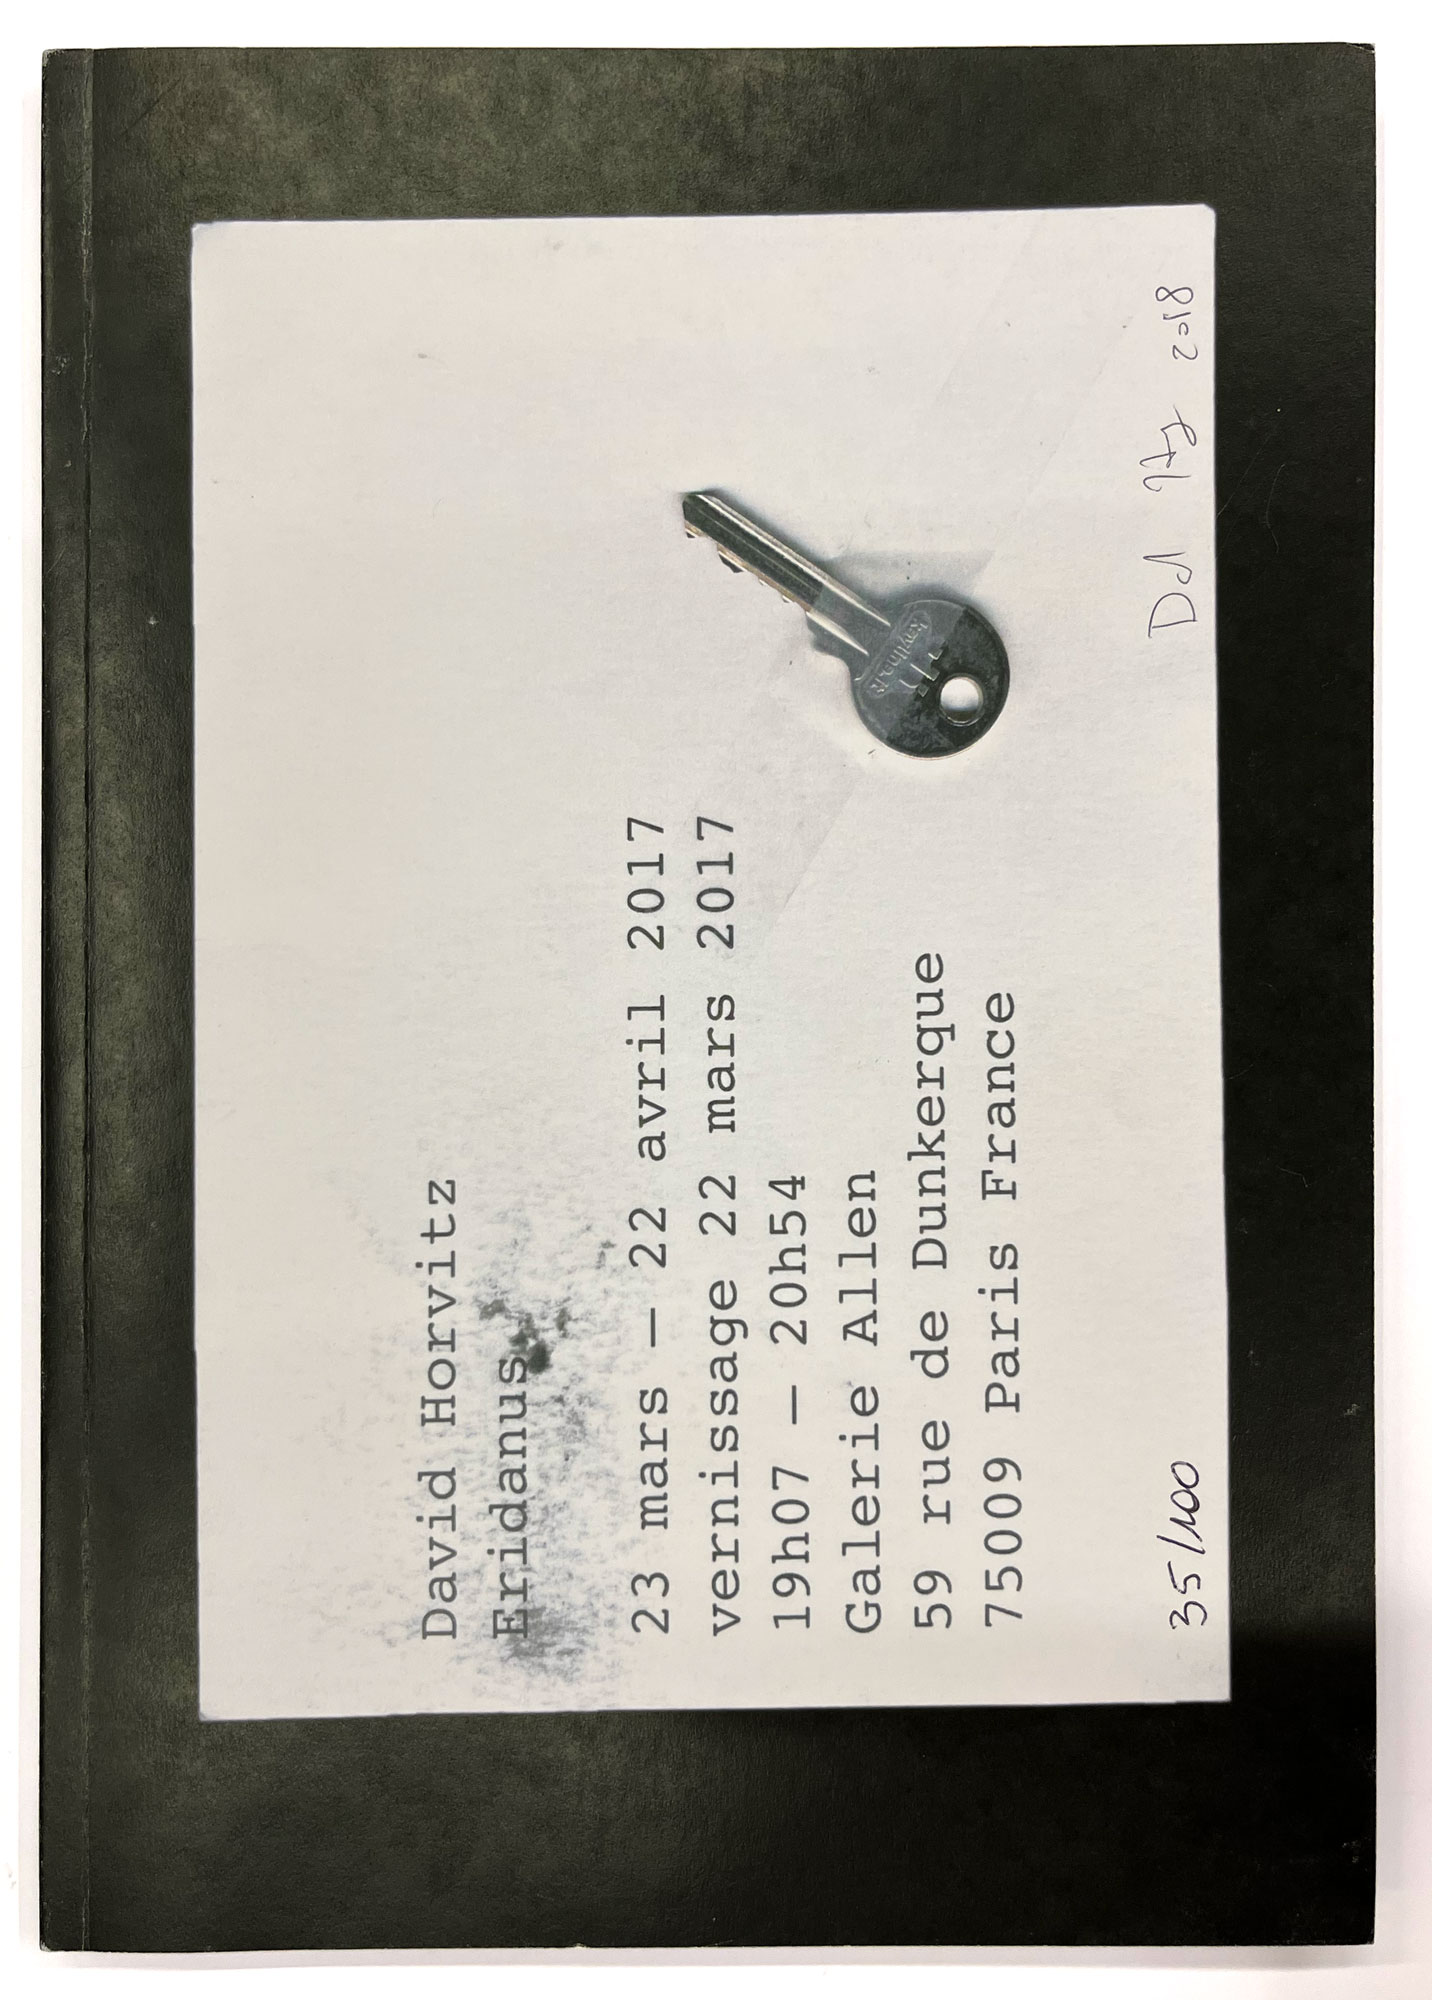 David Horvitz
Eridanus
23 mars — 22 avril 2017
vernissage 22 mars 2017
19h07 — 20h54
Galerie Allen
59 rue de Dunkerque
75009 Paris France
keyline
35/100
2018